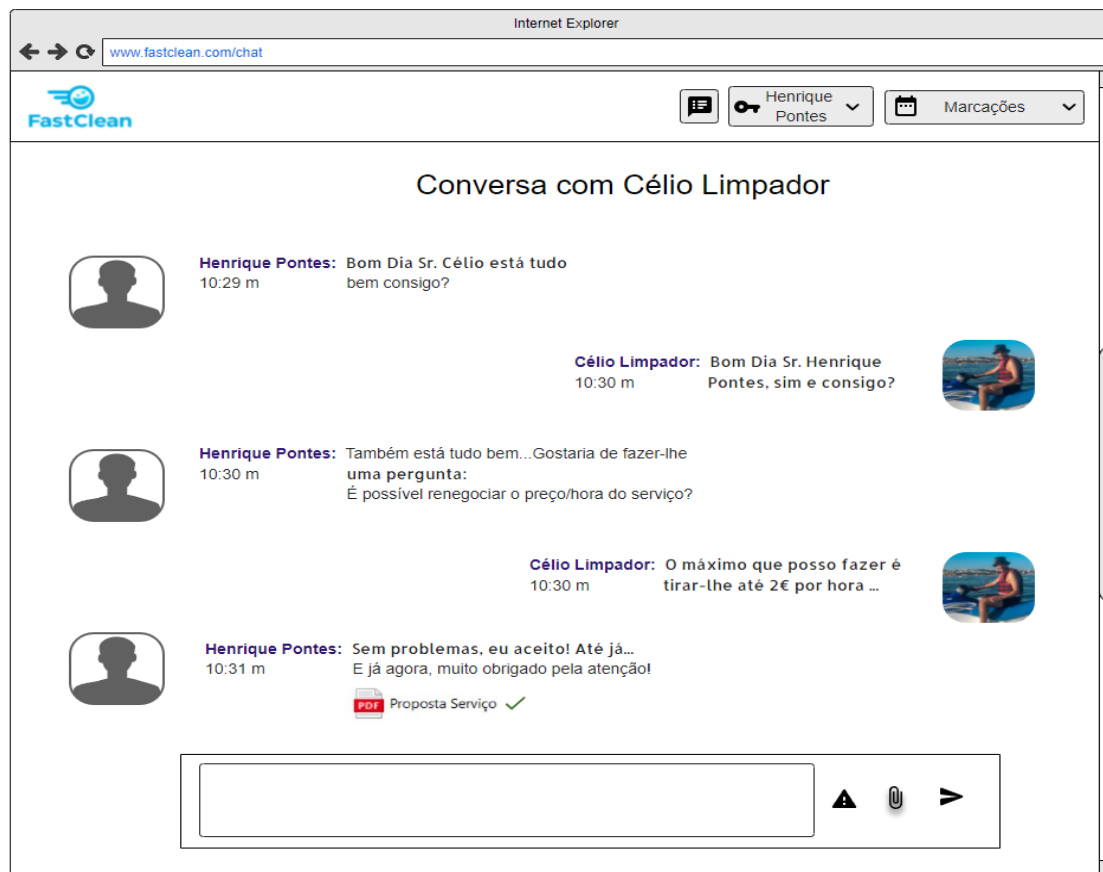 Internet Explorer
www.fastclean.com/chat
FastClean
Henrique
Pontes
Marcações
Conversa com Célio Limpador
Henrique Pontes: Bom Dia Sr. Célio está tudo
10:29 m bem consigo?
Célio Limpador: Bom Dia Sr. Henrique
10:30 m Pontes, sim e consigo?
Henrique Pontes: Também está tudo bem...Gostaria de fazer-lhe
10:30 m uma pergunta:
É possível renegociar o preço/hora do serviço?
Célio Limpador: O máximo que posso fazer é
10:30 m tirar-lhe até 2€ por hora ...
Henrique Pontes: Sem problemas, eu aceito! Até já...
10:31 m E já agora, muito obrigado pela atenção!
PDF Proposta Serviço